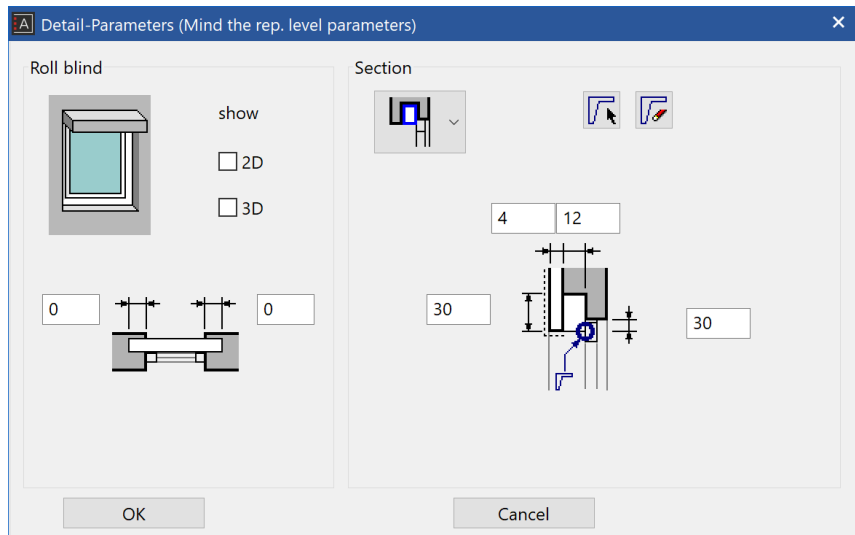 A Detail-Parameters (Mind the rep. level parameters)
Roll blind
show
2D
3D
0
0
Section
4
12
30
30
OK
Cancel